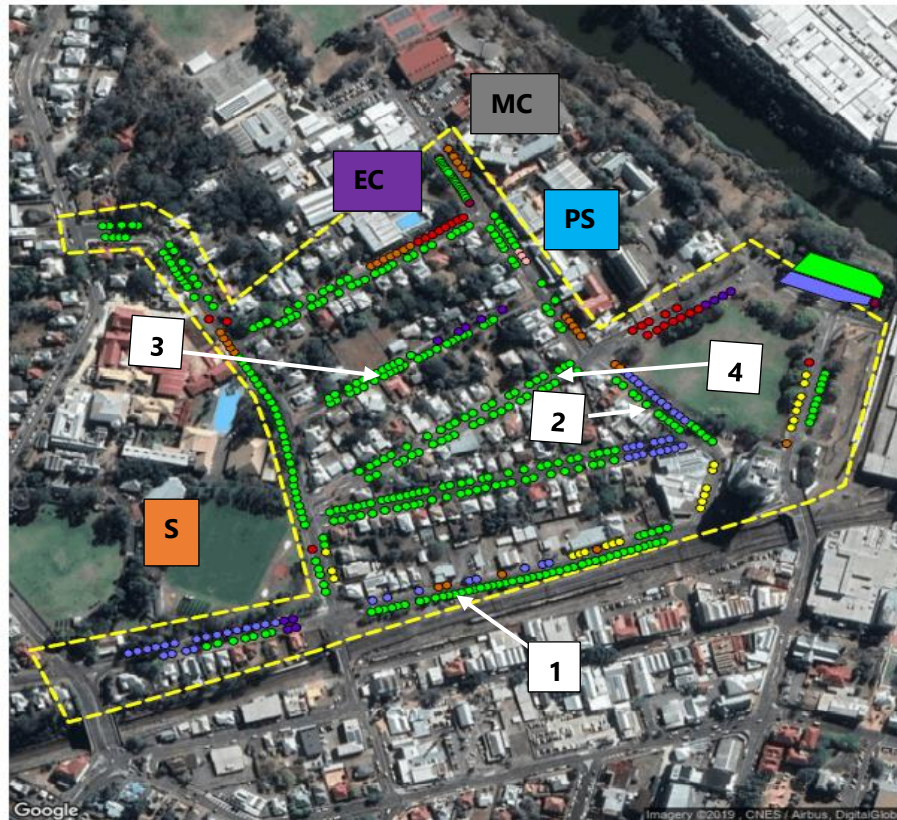 MC
EC
PS
3
4
2
S
1
Google
Imagery ©2019 , CNES / Airbus, DigitalGlob